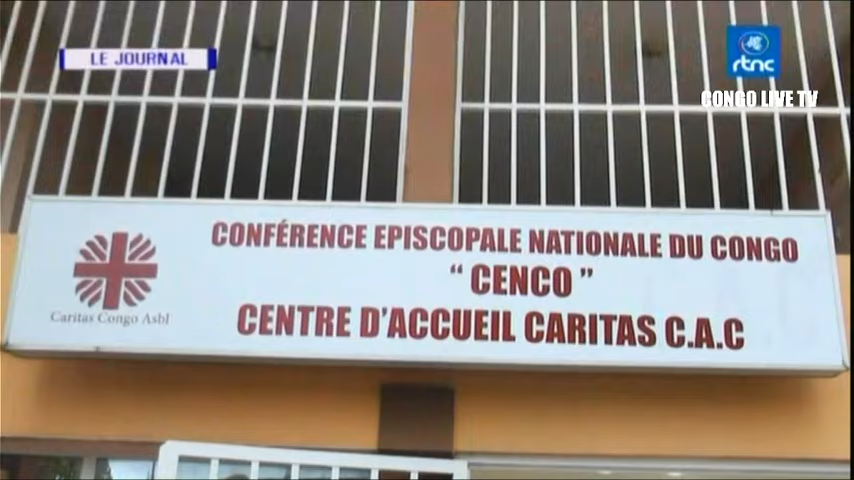 LE JOURNAL
rtnc
CONGO LIVE TV
CONFÉRENCE EPISCOPALE NATIONALE DU CONGO
“ CENCO ”
CENTRE D’ACCUEIL CARITAS C.A.C
Caritas Congo Asbl